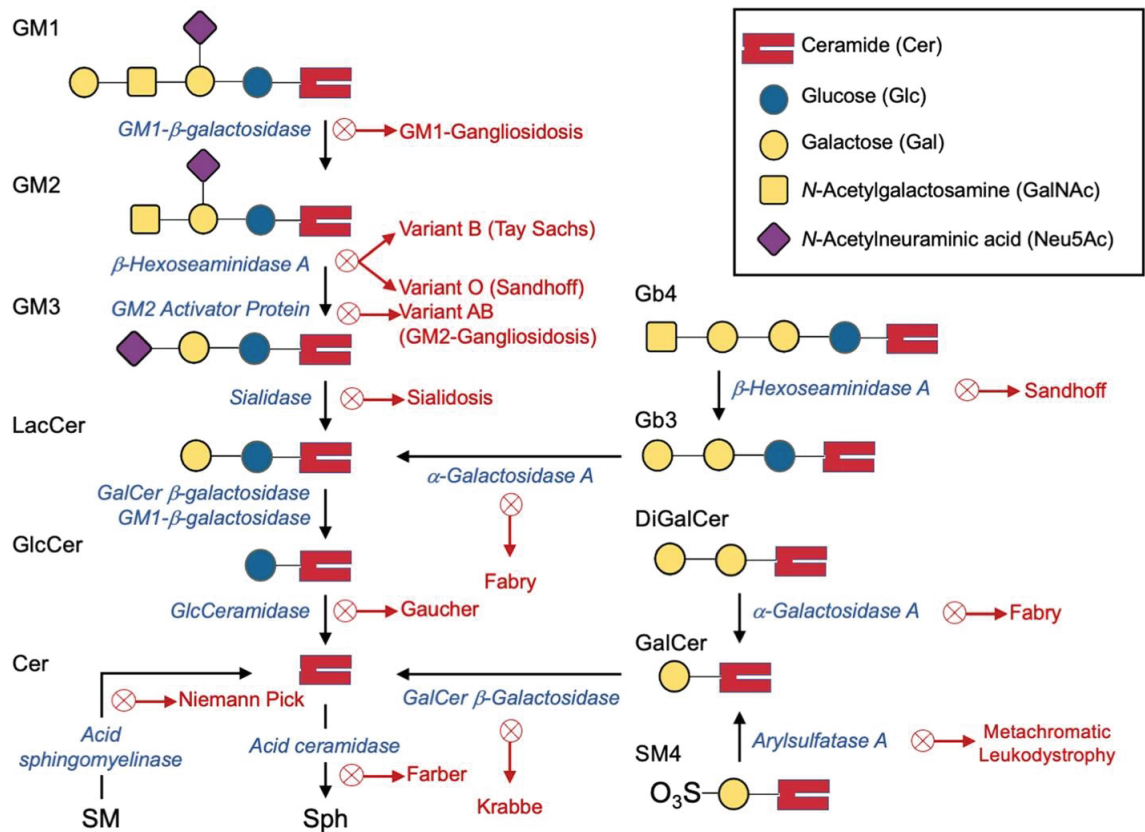 GM1
GM1-β-galactosidase
GM1-Gangliosidosis
GM2
β-Hexoseaminidase A
Variant B (Tay Sachs)
Variant O (Sandhoff)
GM2 Activator Protein
Variant AB
(GM2-Gangliosidosis)
GM3
Sialidase
Sialidosis
LacCer
GalCer β-galactosidase
GM1-β-galactosidase
GlcCer
GlcCeramidase
Gaucher
Cer
Niemann Pick
Acid
sphingomyelinase
SM
Acid ceramidase
Farber
Sph
α-Galactosidase A
Fabry
GalCer β-Galactosidase
Krabbe
Ceramide (Cer)
Glucose (Glc)
Galactose (Gal)
N-Acetylgalactosamine (GalNAc)
N-Acetylneuraminic acid (Neu5Ac)
Gb4
β-Hexoseaminidase A
Sandhoff
Gb3
DiGalCer
α-Galactosidase A
Fabry
GalCer
Arylsulfatase A
Metachromatic
Leukodystrophy
SM4
O3S